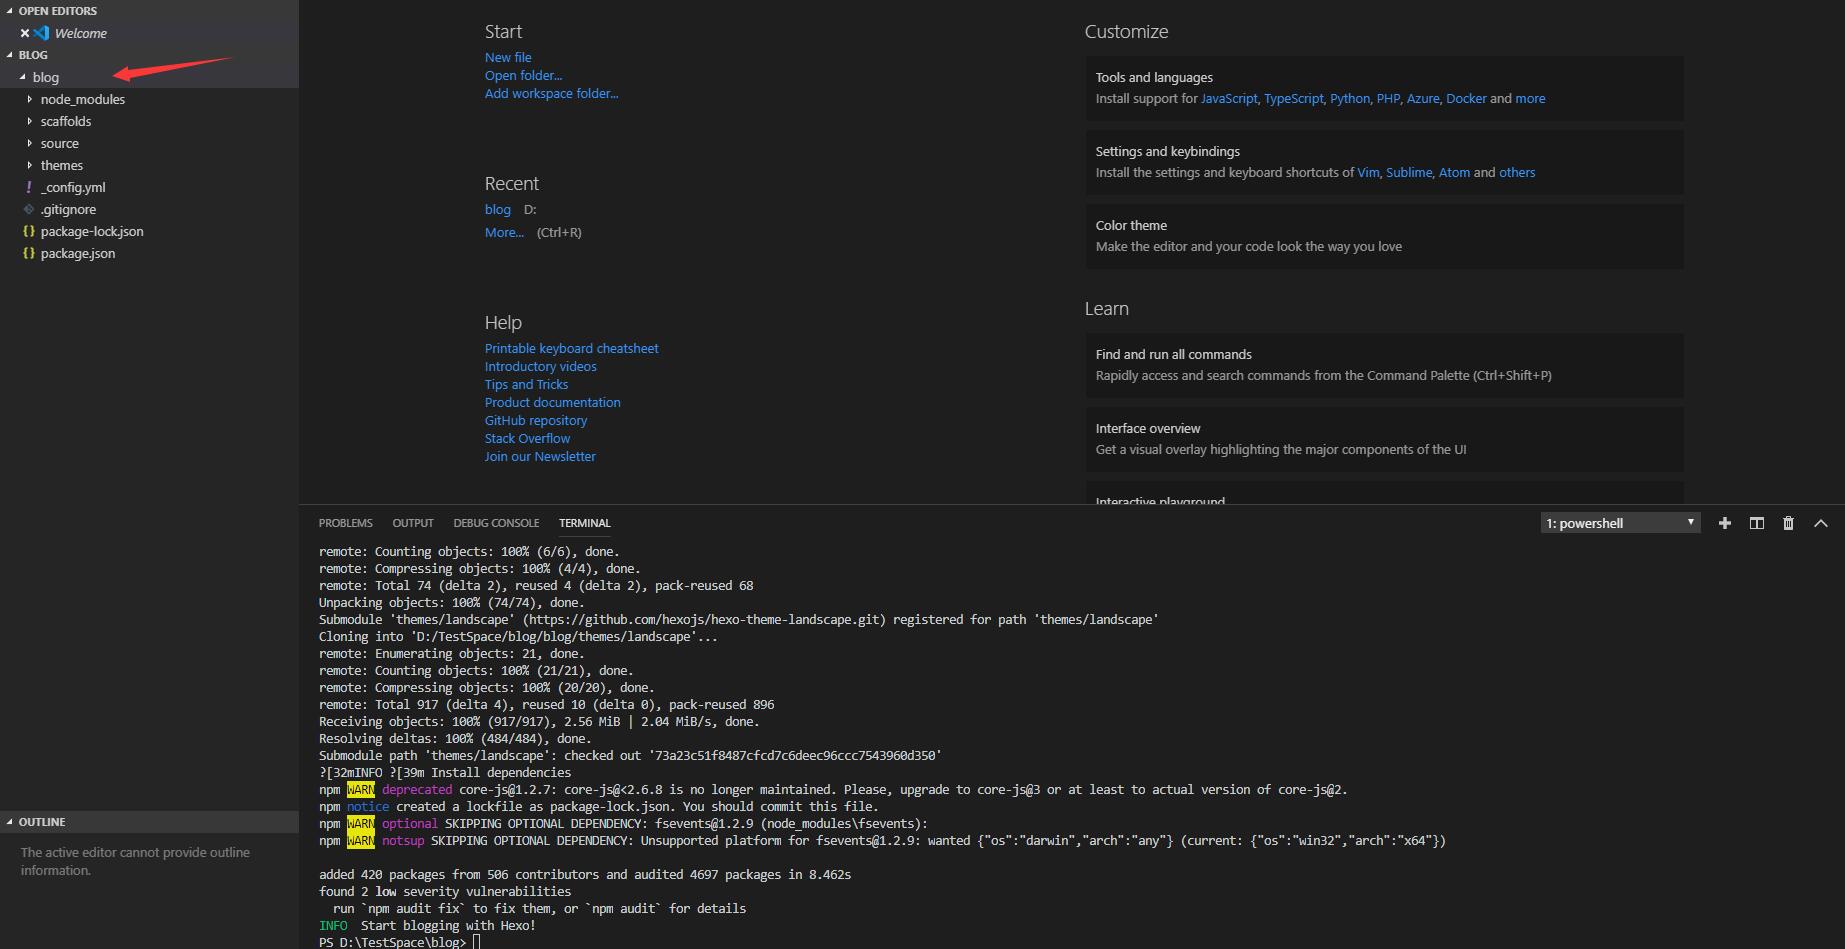 OPEN EDITORS
Welcome
BLOG
blog
node_modules
scaffolds
source
themes
! _config.yml
.gitignore
{} package-lock.json
{} package.json
OUTLINE
The active editor cannot provide outline
information.
Start
New file
Open folder...
Add workspace folder...
Recent
blog D:
More... (Ctrl+R)
Help
Printable keyboard cheatsheet
Introductory videos
Tips and Tricks
Product documentation
GitHub repository
Stack Overflow
Join our Newsletter
Customize
Tools and languages
Install support for JavaScript, TypeScript, Python, PHP, Azure, Docker and more
Settings and keybindings
Install the settings and keyboard shortcuts of Vim, Sublime, Atom and others
Color theme
Make the editor and your code look the way you love
Learn
Find and run all commands
Rapidly access and search commands from the Command Palette (Ctrl+Shift+P)
Interface overview
Get a visual overlay highlighting the major components of the UI
Interactive playground
PROBLEMS OUTPUT DEBUG CONSOLE TERMINAL 1: powershell
remote: Counting objects: 100% (6/6), done.
remote: Compressing objects: 100% (4/4), done.
remote: Total 74 (delta 2), reused 4 (delta 2), pack-reused 68
Unpacking objects: 100% (74/74), done.
Submodule 'themes/landscape' (https://github.com/hexojs/hexo-theme-landscape.git) registered for path 'themes/landscape'
Cloning into 'D:/TestSpace/blog/blog/themes/landscape'...
remote: Enumerating objects: 21, done.
remote: Counting objects: 100% (21/21), done.
remote: Compressing objects: 100% (20/20), done.
remote: Total 917 (delta 4), reused 10 (delta 0), pack-reused 896
Receiving objects: 100% (917/917), 2.56 MiB | 2.04 MiB/s, done.
Resolving deltas: 100% (484/484), done.
Submodule path 'themes/landscape': checked out '73a23c51f8487cfcd7c6deec96ccc7543960d350'
?[32mINFO ?[39m Install dependencies
npm WARN deprecated core-js@1.2.7: core-js@<2.6.8 is no longer maintained. Please, upgrade to core-js@3 or at least to actual version of core-js@2.
npm notice created a lockfile as package-lock.json. You should commit this file.
npm WARN optional SKIPPING OPTIONAL DEPENDENCY: fsevents@1.2.9 (node_modules\fsevents):
npm WARN notsup SKIPPING OPTIONAL DEPENDENCY: Unsupported platform for fsevents@1.2.9: wanted {"os":"darwin","arch":"any"} (current: {"os":"win32","arch":"x64"})
added 420 packages from 506 contributors and audited 4697 packages in 8.462s
found 2 low severity vulnerabilities
run `npm audit fix` to fix them, or `npm audit` for details
INFO Start blogging with Hexo!
PS D:\TestSpace\blog>